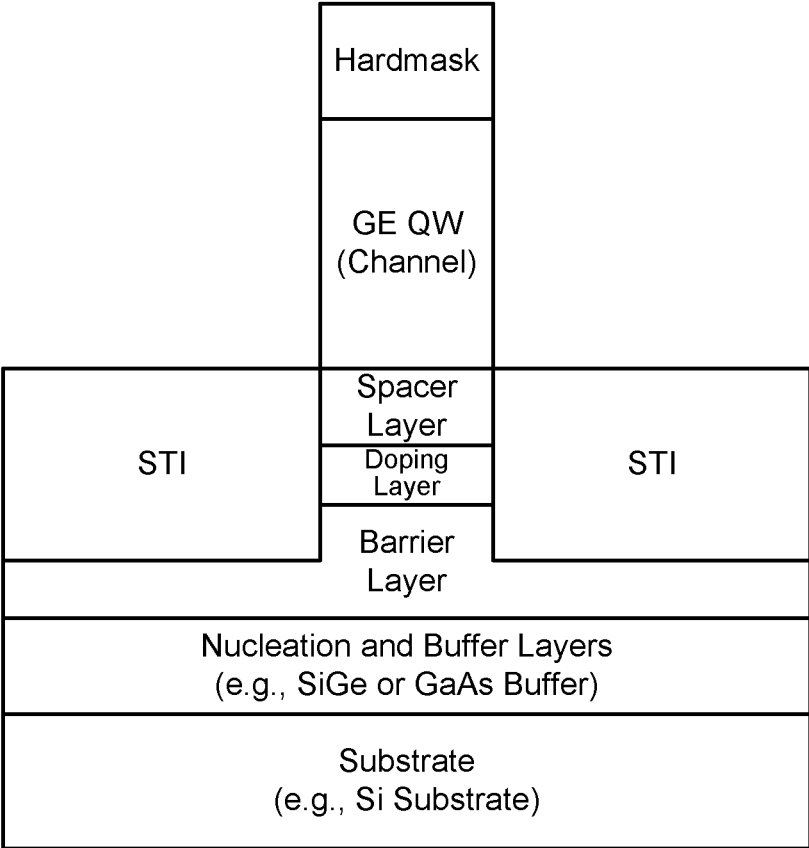 Hardmask
GE QW
(Channel)
Spacer
Layer
STI
Doping
Layer
STI
Barrier
Layer
Nucleation and Buffer Layers
(e.g., SiGe or GaAs Buffer)
Substrate
(e.g., Si Substrate)